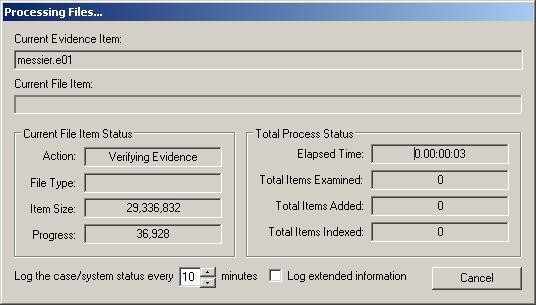 Processing Files...
Current Evidence Item:
messier.e01
Current File Item:
Current File Item Status
Action: Verifying Evidence
File Type:
Item Size: 29,336,832
Progress: 36,928
Total Process Status
Elapsed Time: 0.00:00:03
Total Items Examined: 0
Total Items Added: 0
Total Items Indexed: 0
Log the case/system status every 10 minutes
Log extended information
Cancel